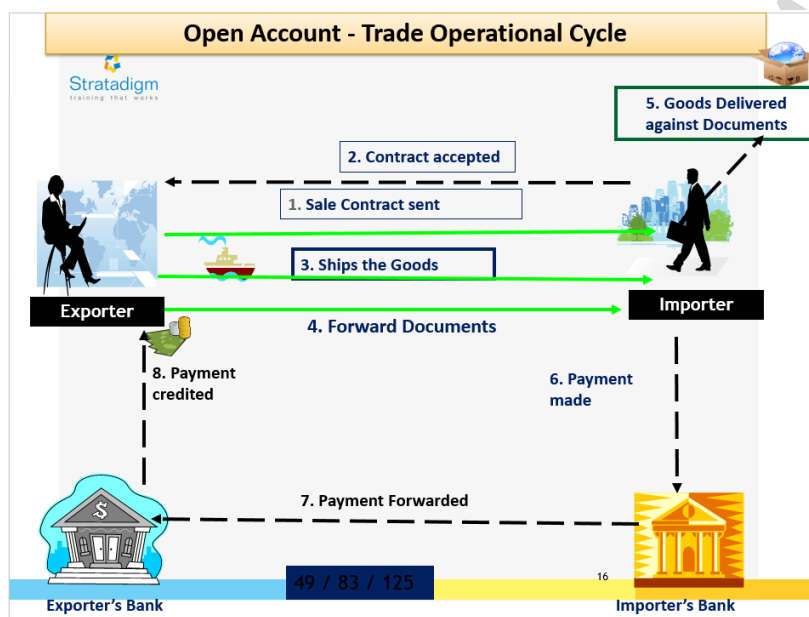 Open Account - Trade Operational Cycle
Stratadigm
training that works
5. Goods Delivered
against Documents
2. Contract accepted
1. Sale Contract sent
3. Ships the Goods
Exporter
Importer
4. Forward Documents
8. Payment
credited
6. Payment
made
$
7. Payment Forwarded
49 / 83 / 125
16
Exporter's Bank
Importer's Bank